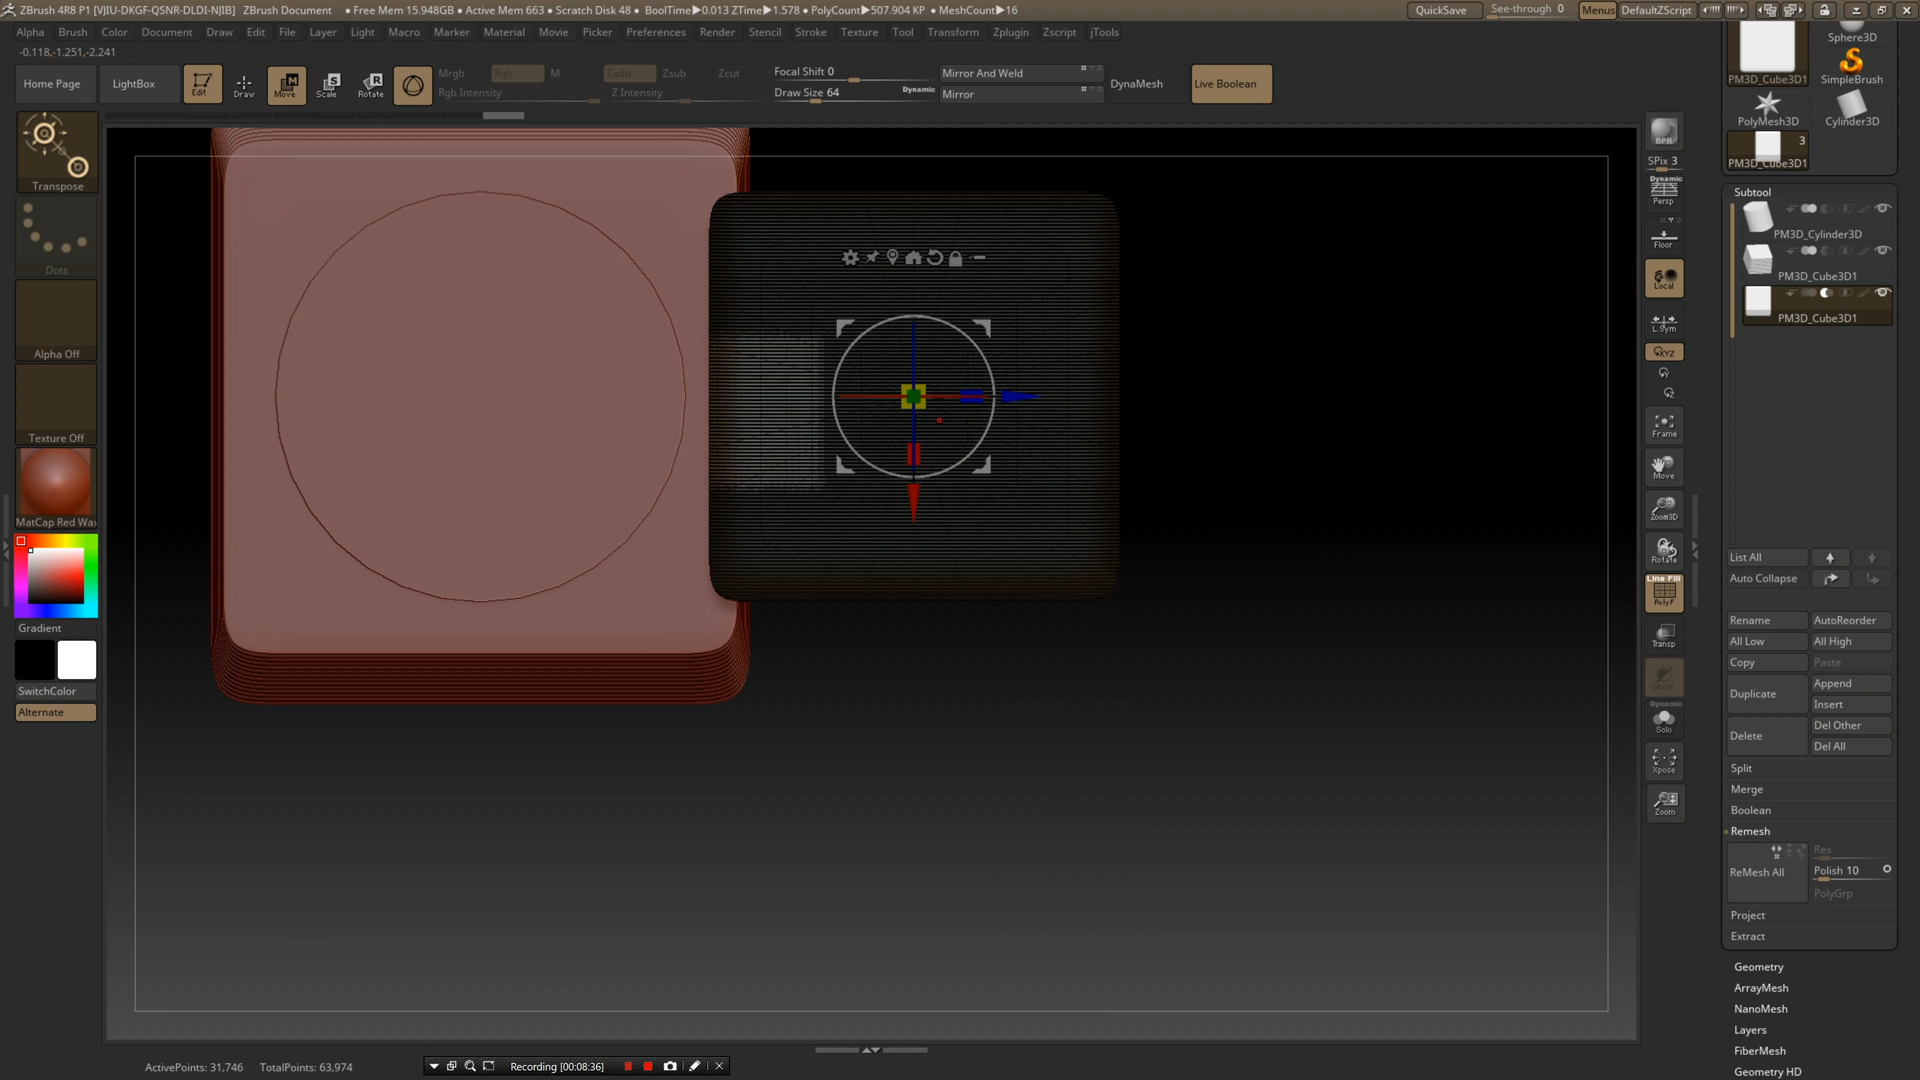 ZBrush 4R8 P1 [VJIU-DKGF-QSNR-DLDI-NJIB] ZBrush Document • Free Mem 15.948GB • Active Mem 663 • Scratch Disk 48 • BoolTime▶0.013 ZTime▶1.578 • PolyCount▶507.904 KP • MeshCount▶16
QuickSave See-through 0 Menus DefaultZScript
Alpha Brush Color Document Draw Edit File Layer Light Macro Marker Material Movie Picker Preferences Render Stencil Stroke Texture Tool Transform Zplugin Zscript jTools
-0.118,-1.251,-2.241
Home Page
LightBox
Edit
Draw
Move
Scale
Rotate
Mrgb Rgb M Zadd Zsub Zcut
Rgb Intensity Z Intensity
Focal Shift 0
Draw Size 64
Dynamic
Mirror And Weld
Mirror
DynaMesh
Live Boolean
Transpose
Dots
Alpha Off
Texture Off
MatCap Red Wax
Gradient
SwitchColor
Alternate
BPR
SPix 3
Dynamic
Persp
Floor
Local
L.Sym
XYZ
Frame
Move
Zoom3D
Rotate
Line Fill
PolyF
Transp
Ghost
Dynamic
Solo
Xpose
Zoom
Sphere3D
PM3D_Cube3D1
SimpleBrush
PolyMesh3D
Cylinder3D
3
PM3D_Cube3D1
Subtool
PM3D_Cylinder3D
PM3D_Cube3D1
PM3D_Cube3D1
List All
Auto Collapse
Rename AutoReorder
All Low All High
Copy Paste
Duplicate
Append
Insert
Delete
Del Other
Del All
Split
Merge
Boolean
Remesh
ReMesh All
Res
Polish 10
PolyGrp
Project
Extract
Geometry
ArrayMesh
NanoMesh
Layers
FiberMesh
Geometry HD
ActivePoints: 31,746 TotalPoints: 63,974
Recording [00:08:36]